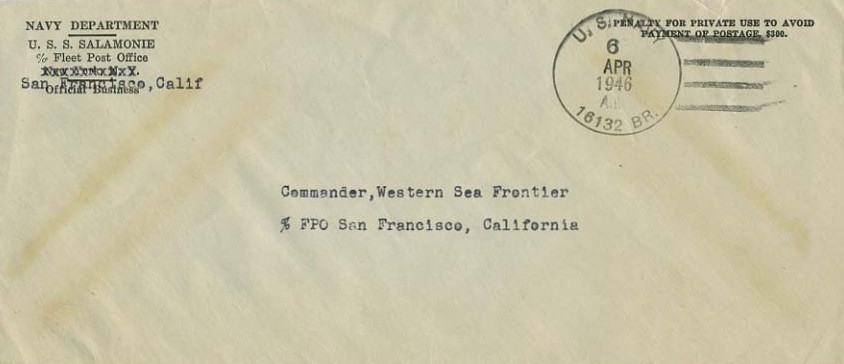 NAVY DEPARTMENT
U. S. S. SALAMONIE
℅ Fleet Post Office
San Francisco,Calif
Official Business
PENALTY FOR PRIVATE USE TO AVOID
PAYMENT OF POSTAGE, $300.
U. S. NAVY
6
APR
1946
16132 BR.
Commander,Western Sea Frontier
% FPO San Francisco, California